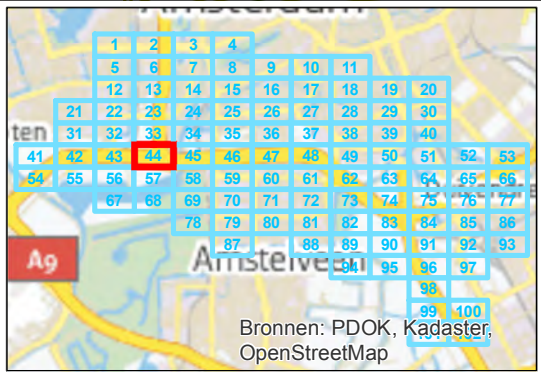 Amsterdam
1 2 3 4
5 6 7 8 9 10 11
12 13 14 15 16 17 18 19 20
21 22 23 24 25 26 27 28 29 30
ten 31 32 33 34 35 36 37 38 39 40
41 42 43 44 45 46 47 48 49 50 51 52 53
54 55 56 57 58 59 60 61 62 63 64 65 66
67 68 69 70 71 72 73 74 75 76 77
78 79 80 81 82 83 84 85 86
A9 Amstelveen 87 88 89 90 91 92 93
94 95 96 97
98
99 100
Bronnen: PDOK, Kadaster,
OpenStreetMap